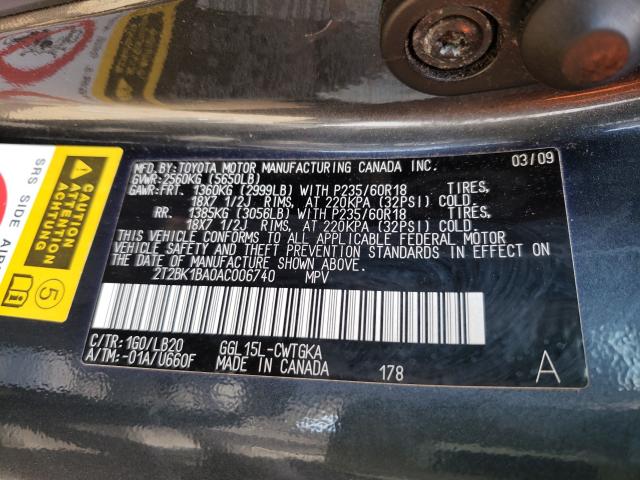 MFD.BY:TOYOTA MOTOR MANUFACTURING CANADA INC. 03/09
GVWR:2560KG (5650LB)
GAWR:FRT. 1360KG (2999LB) WITH P235/60R18 TIRES,
18X7 1/2J RIMS, AT 220KPA (32PSI) COLD.
RR. 1385KG (3056LB) WITH P235/60R18 TIRES,
18X7 1/2J RIMS, AT 220KPA (32PSI) COLD.
THIS VEHICLE CONFORMS TO ALL APPLICABLE FEDERAL MOTOR
VEHICLE SAFETY AND THEFT PREVENTION STANDARDS IN EFFECT ON
THE DATE OF MANUFACTURE SHOWN ABOVE.
2T2BK1BA0AC006740 MPV
C/TR:1G0/LB20 GGL15L-CWTGKA
A/TM:-01A/U660F MADE IN CANADA
178 A
SRS SIDE AIR
CAUTION
ATTENTION
5